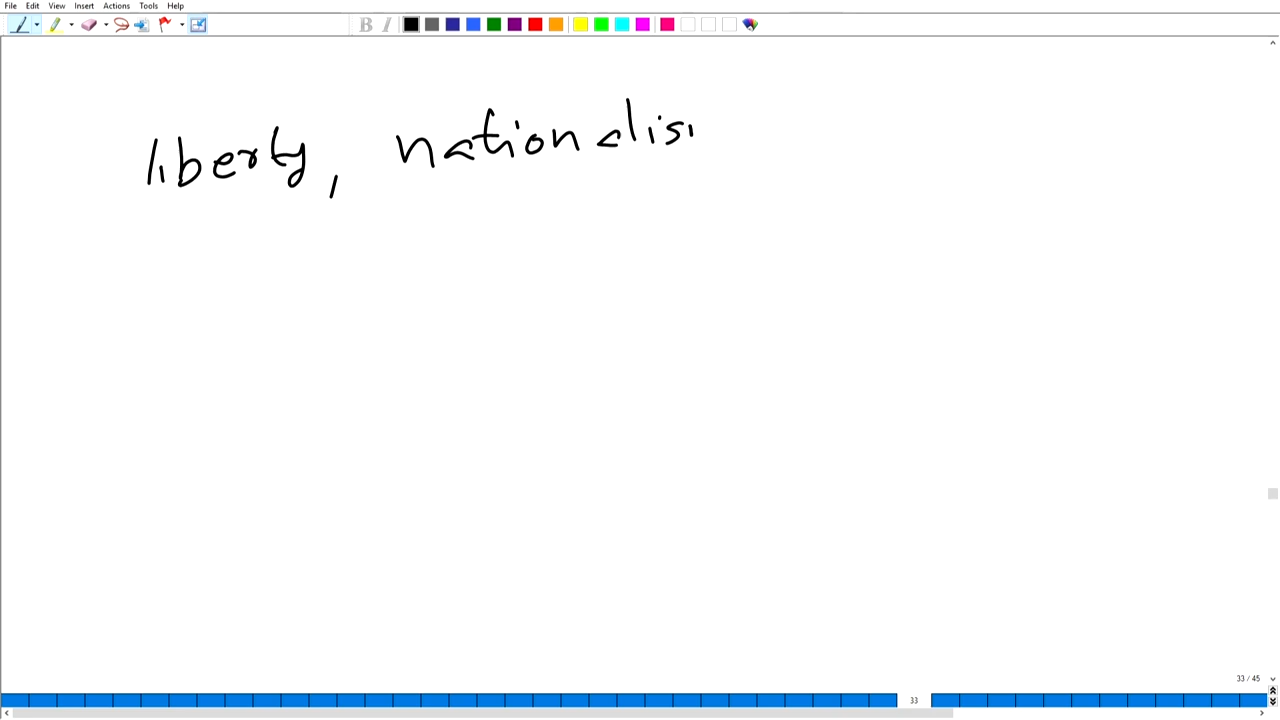 File Edit View Insert Actions Tools Help
B I
liberty, nationalis
33 / 45
33